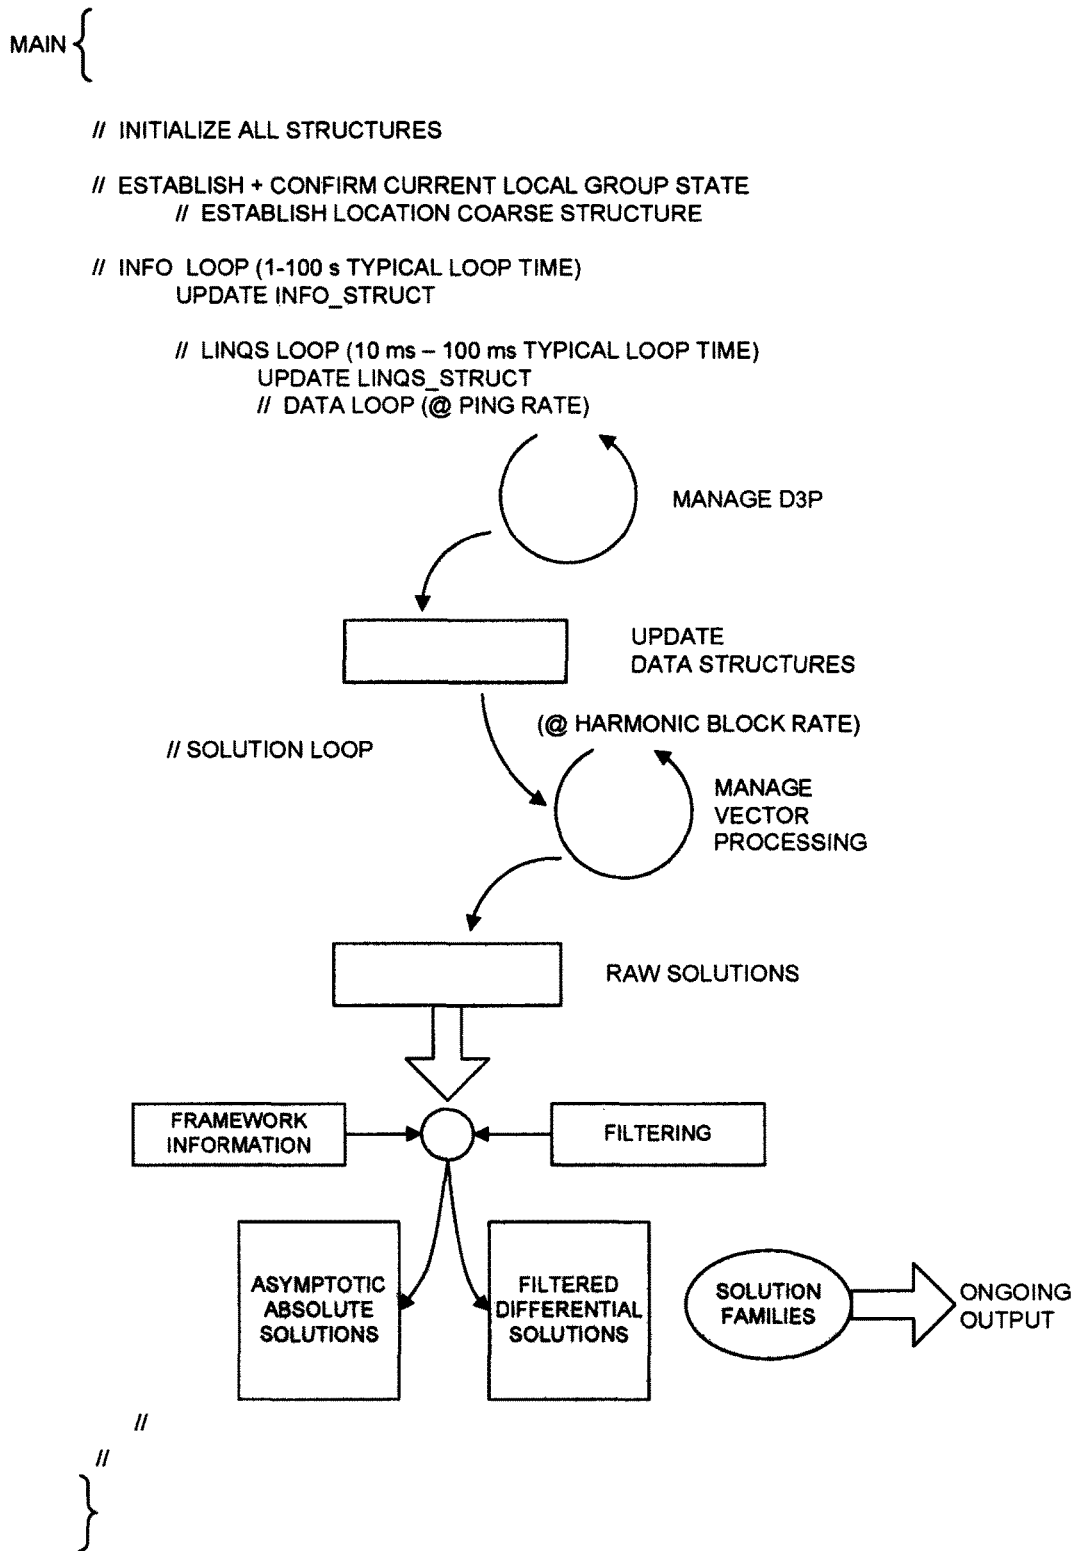 MAIN {
// INITIALIZE ALL STRUCTURES
// ESTABLISH + CONFIRM CURRENT LOCAL GROUP STATE
// ESTABLISH LOCATION COARSE STRUCTURE
// INFO LOOP (1-100 s TYPICAL LOOP TIME)
UPDATE INFO_STRUCT
// LINQS LOOP (10 ms – 100 ms TYPICAL LOOP TIME)
UPDATE LINQS_STRUCT
// DATA LOOP (@ PING RATE)
MANAGE D3P
UPDATE
DATA STRUCTURES
(@ HARMONIC BLOCK RATE)
// SOLUTION LOOP
MANAGE
VECTOR
PROCESSING
RAW SOLUTIONS
FRAMEWORK
INFORMATION
FILTERING
ASYMPTOTIC
ABSOLUTE
SOLUTIONS
FILTERED
DIFFERENTIAL
SOLUTIONS
SOLUTION
FAMILIES
ONGOING
OUTPUT
//
//
}